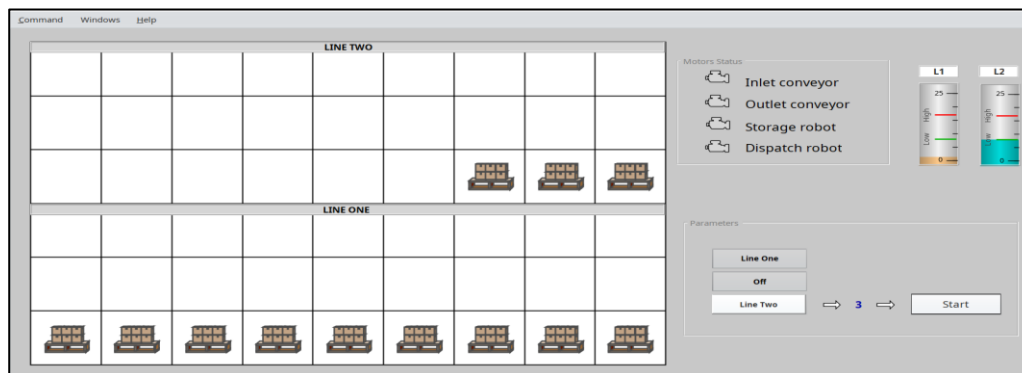 Command Windows Help
LINE TWO
LINE ONE
Motors Status
Inlet conveyor
Outlet conveyor
Storage robot
Dispatch robot
L1 L2
25 25
High High
Low Low
0 0
Parameters
Line One
Off
Line Two 3 Start